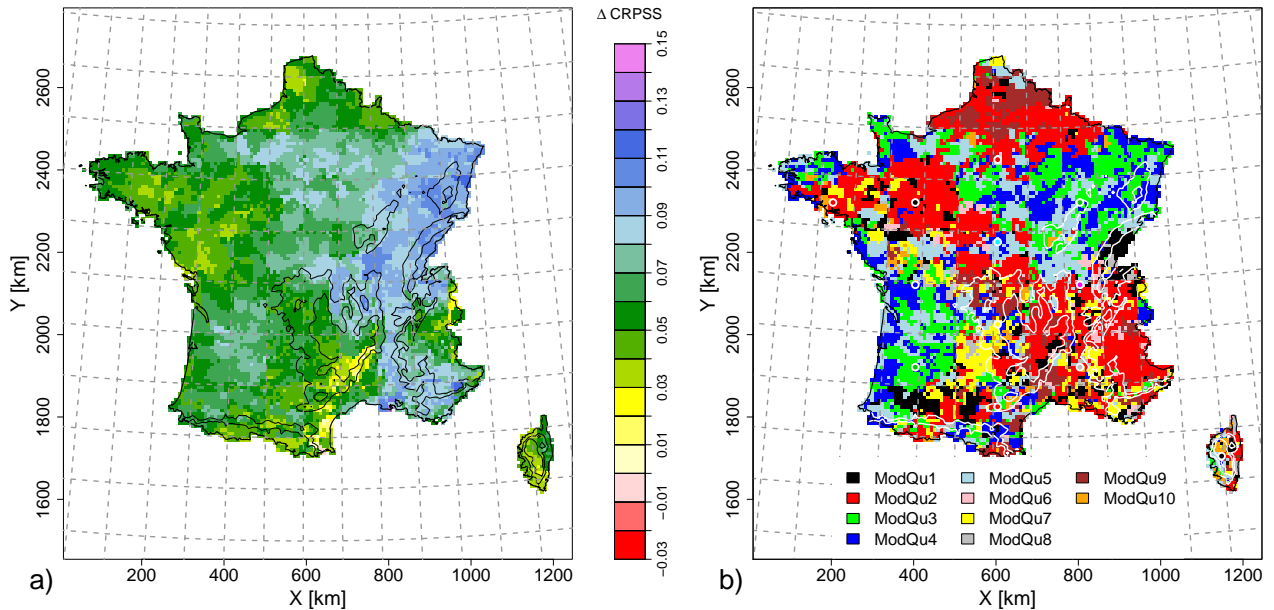 Δ CRPSS
0.15
0.13
0.11
0.09
0.07
0.05
0.03
0.01
−0.01
−0.03
Y [km]
2600
2400
2200
2000
1800
1600
200 400 600 800 1000 1200
X [km]
a)
Y [km]
2600
2400
2200
2000
1800
1600
ModQu1 ModQu5 ModQu9
ModQu2 ModQu6 ModQu10
ModQu3 ModQu7
ModQu4 ModQu8
200 400 600 800 1000 1200
X [km]
b)